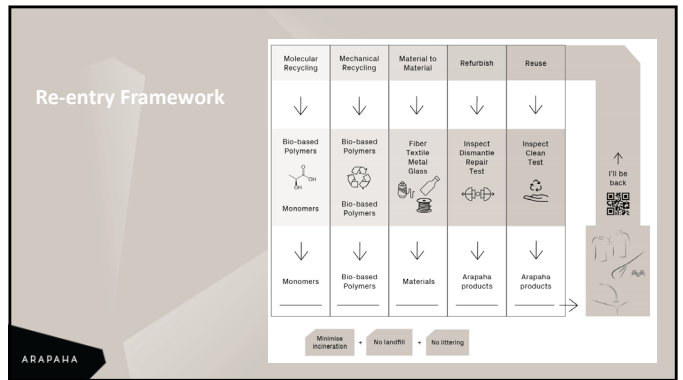 Re-entry Framework
Molecular
Recycling
Mechanical
Recycling
Material to
Material
Refurbish
Reuse
Bio-based
Polymers
O
OH
OH
Monomers
Bio-based
Polymers
Bio-based
Polymers
Fiber
Textile
Metal
Glass
Inspect
Dismantle
Repair
Test
Inspect
Clean
Test
I'll be
back
Monomers
Bio-based
Polymers
Materials
Arapaha
products
Arapaha
products
Minimise
incineration
+
No landfill
+
No littering
ARAPAHA